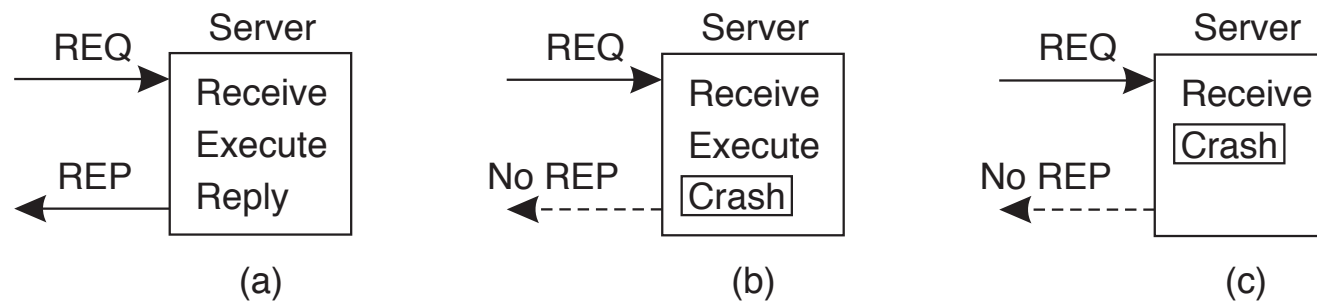 Server
REQ
Receive
Execute
REP
Reply
(a)
Server
REQ
Receive
Execute
No REP
Crash
(b)
Server
REQ
Receive
Crash
No REP
(c)